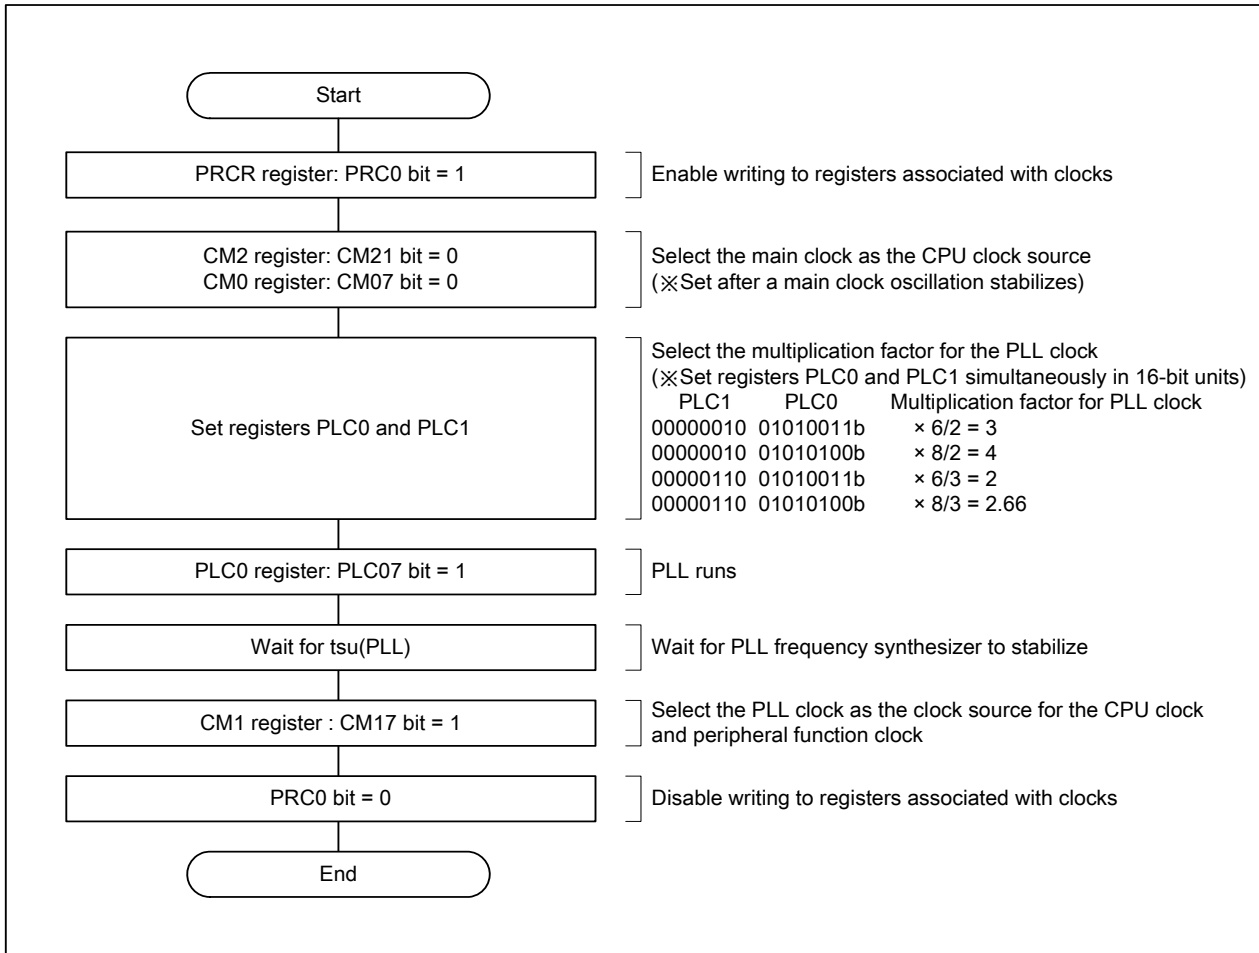 Start
PRCR register: PRC0 bit = 1
Enable writing to registers associated with clocks
CM2 register: CM21 bit = 0
CM0 register: CM07 bit = 0
Select the main clock as the CPU clock source
(※Set after a main clock oscillation stabilizes)
Set registers PLC0 and PLC1
Select the multiplication factor for the PLL clock
(※Set registers PLC0 and PLC1 simultaneously in 16-bit units)
PLC1 PLC0 Multiplication factor for PLL clock
00000010 01010011b × 6/2 = 3
00000010 01010100b × 8/2 = 4
00000110 01010011b × 6/3 = 2
00000110 01010100b × 8/3 = 2.66
PLC0 register: PLC07 bit = 1
PLL runs
Wait for tsu(PLL)
Wait for PLL frequency synthesizer to stabilize
CM1 register : CM17 bit = 1
Select the PLL clock as the clock source for the CPU clock
and peripheral function clock
PRC0 bit = 0
Disable writing to registers associated with clocks
End